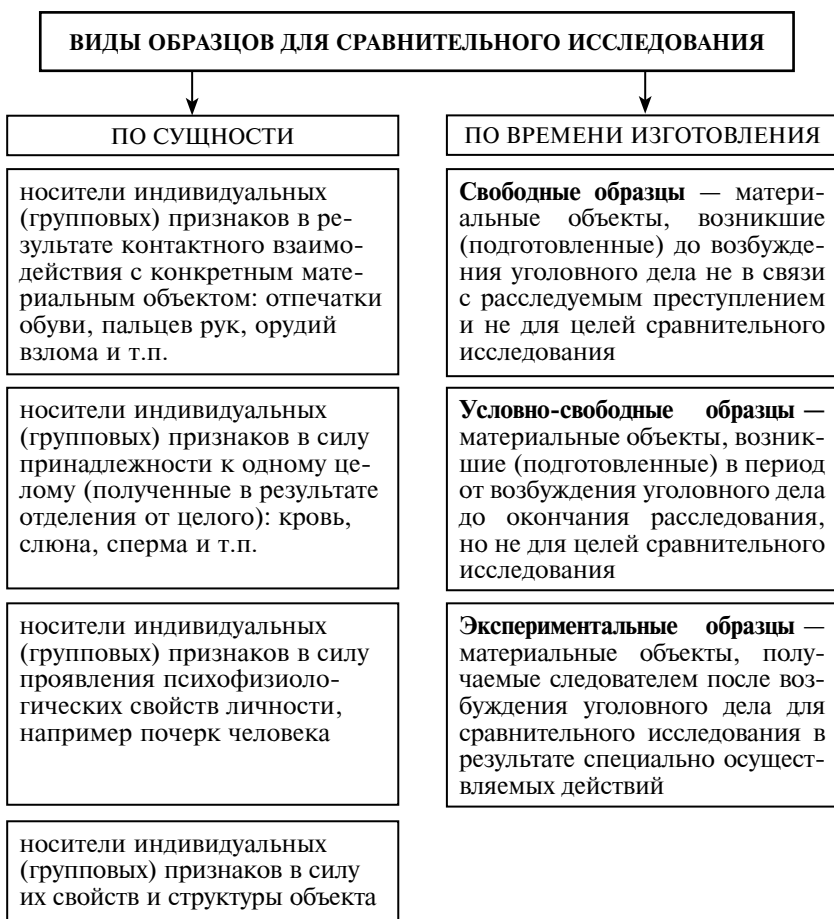 ВИДЫ ОБРАЗЦОВ ДЛЯ СРАВНИТЕЛЬНОГО ИССЛЕДОВАНИЯ
ПО СУЩНОСТИ
носители индивидуальных
(групповых) признаков в ре-
зультате контактного взаимо-
действия с конкретным мате-
риальным объектом: отпечатки
обуви, пальцев рук, орудий
взлома и т.п.
носители индивидуальных
(групповых) признаков в силу
принадлежности к одному це-
лому (полученные в результате
отделения от целого): кровь,
слюна, сперма и т.п.
носители индивидуальных
(групповых) признаков в силу
проявления психофизиоло-
гических свойств личности,
например почерк человека
носители индивидуальных
(групповых) признаков в силу
их свойств и структуры объекта
ПО ВРЕМЕНИ ИЗГОТОВЛЕНИЯ
Свободные образцы — матери-
альные объекты, возникшие
(подготовленные) до возбужде-
ния уголовного дела не в связи
с расследуемым преступлением
и не для целей сравнительного
исследования
Условно-свободные образцы —
материальные объекты, возник-
шие (подготовленные) в период
от возбуждения уголовного дела
до окончания расследования,
но не для целей сравнительного
исследования
Экспериментальные образцы —
материальные объекты, полу-
чаемые следователем после воз-
буждения уголовного дела для
сравнительного исследования в
результате специально осущест-
вляемых действий